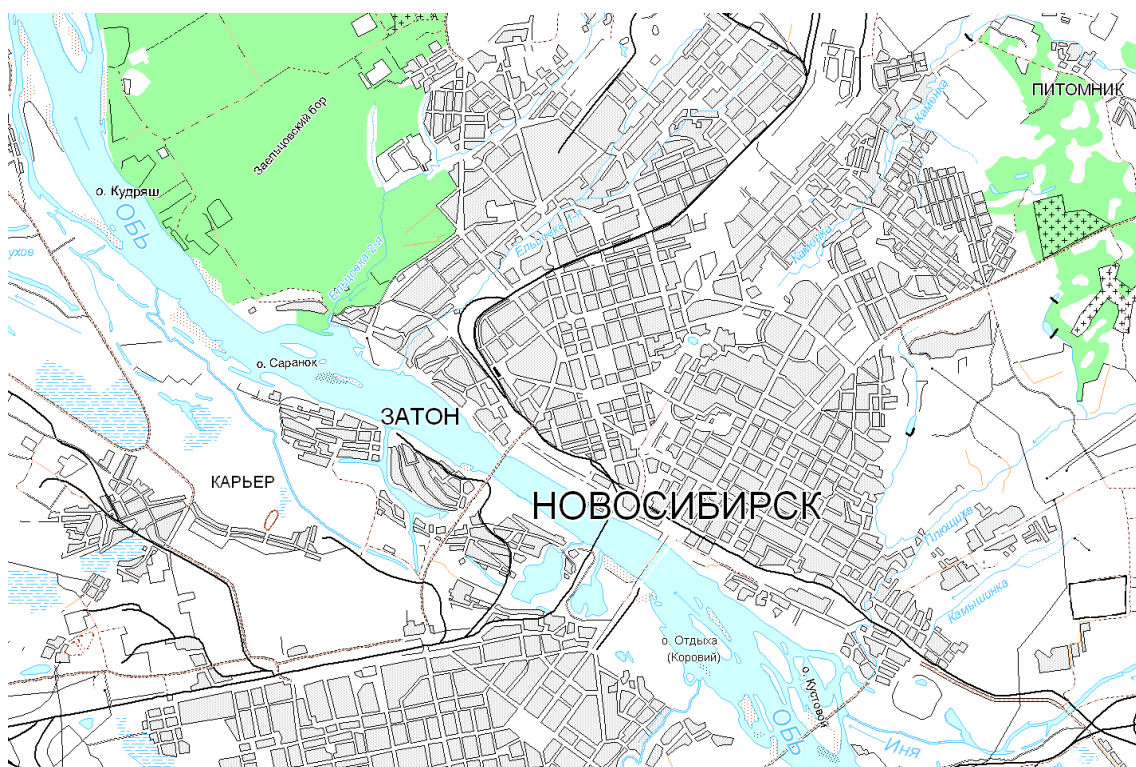 ПИТОМНИК
Каменка
Заельцовский бор
о. Кудряш
ОБЬ
Ельцовка 1-я
Каменка
ухов
Ельцовка 2-я
о. Саранок
ЗАТОН
КАРЬЕР
НОВОСИБИРСК
Плющиха
Камышинка
о. Отдыха
(Коровий)
о. Кустовой
ОБЬ
Иня